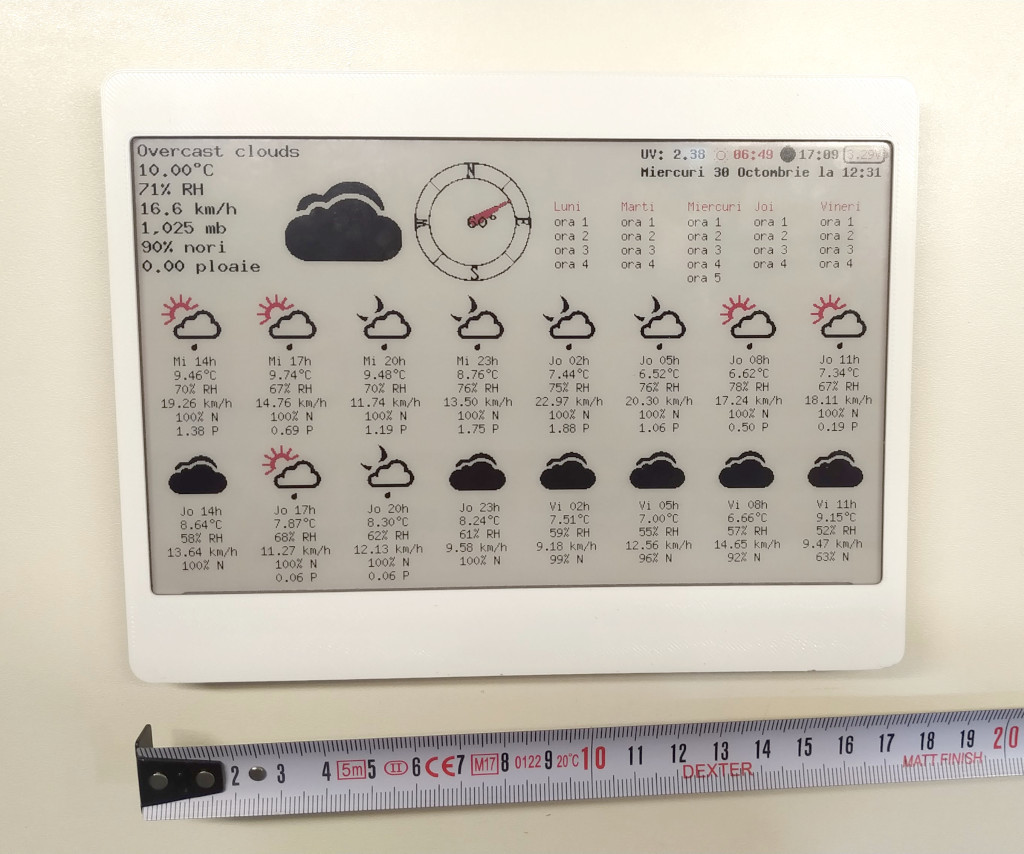 Overcast clouds
10.00°C
71% RH
16.6 km/h
1,025 mb
90% nori
0.00 ploaie
N
W 60° E
S
UV: 2.38 06:49 17:09 3.29V
Miercuri 30 Octombrie la 12:31
Luni Marti Miercuri Joi Vineri
ora 1 ora 1 ora 1 ora 1 ora 1
ora 2 ora 2 ora 2 ora 2 ora 2
ora 3 ora 3 ora 3 ora 3 ora 3
ora 4 ora 4 ora 4 ora 4 ora 4
ora 5
Mi 14h Mi 17h Mi 20h Mi 23h Jo 02h Jo 05h Jo 08h Jo 11h
9.46°C 9.74°C 9.48°C 8.76°C 7.44°C 6.52°C 6.62°C 7.34°C
70% RH 67% RH 70% RH 76% RH 75% RH 76% RH 78% RH 67% RH
19.26 km/h 14.76 km/h 11.74 km/h 13.50 km/h 22.97 km/h 20.30 km/h 17.24 km/h 18.11 km/h
100% N 100% N 100% N 100% N 100% N 100% N 100% N 100% N
1.38 P 0.69 P 1.19 P 1.75 P 1.88 P 1.06 P 0.50 P 0.19 P
Jo 14h Jo 17h Jo 20h Jo 23h Vi 02h Vi 05h Vi 08h Vi 11h
8.64°C 7.87°C 8.30°C 8.24°C 7.51°C 7.00°C 6.66°C 9.15°C
58% RH 68% RH 62% RH 61% RH 59% RH 55% RH 57% RH 52% RH
13.64 km/h 11.27 km/h 12.13 km/h 9.58 km/h 9.18 km/h 12.56 km/h 14.65 km/h 9.47 km/h
100% N 100% N 100% N 100% N 99% N 96% N 92% N 63% N
0.06 P 0.06 P
2 3 4 5m 5 II 6 CE 7 M17 8 0122 9 20°C 10 11 12 13 14 15 16 17 18 19 20
DEXTER MATT FINISH